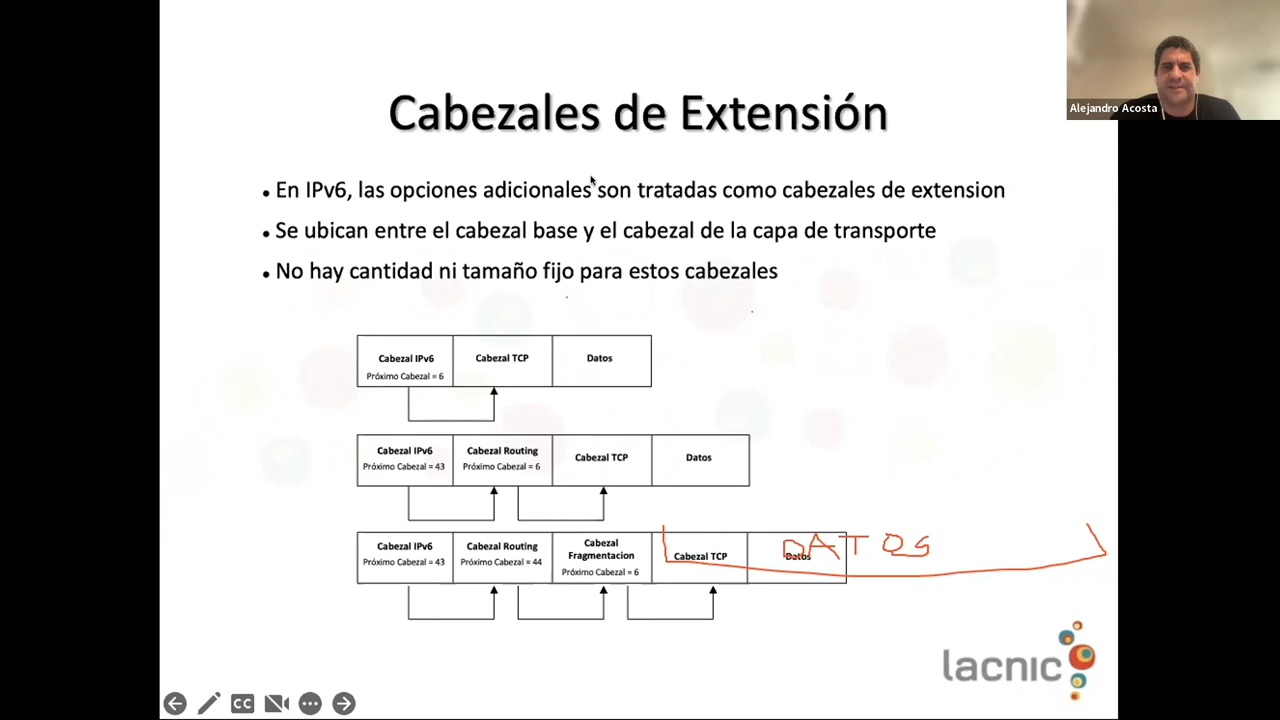 Alejandro Acosta
Cabezales de Extensión
• En IPv6, las opciones adicionales son tratadas como cabezales de extension
• Se ubican entre el cabezal base y el cabezal de la capa de transporte
• No hay cantidad ni tamaño fijo para estos cabezales
Cabezal IPv6 Cabezal TCP Datos
Próximo Cabezal = 6
Cabezal IPv6 Cabezal Routing Cabezal TCP Datos
Próximo Cabezal = 43 Próximo Cabezal = 6
Cabezal IPv6 Cabezal Routing Cabezal Fragmentacion Cabezal TCP Datos
Próximo Cabezal = 43 Próximo Cabezal = 44 Próximo Cabezal = 6
DATOS
lacnic
CC